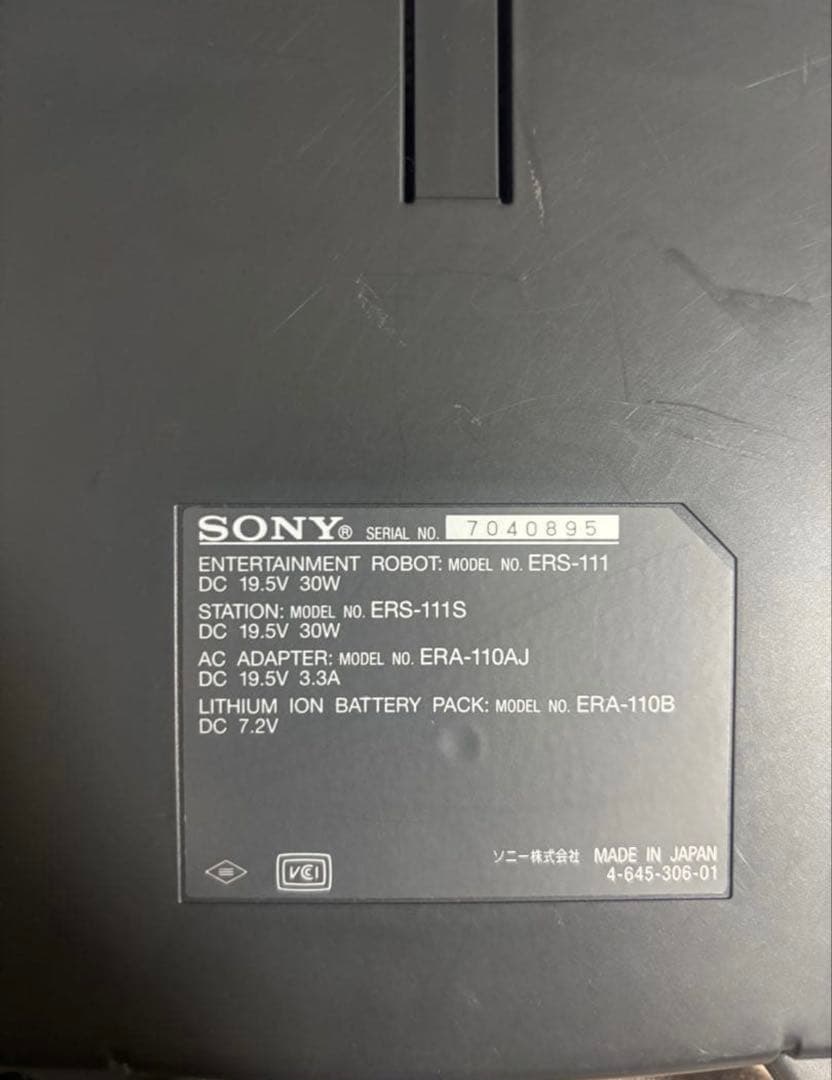 SONY® SERIAL NO. 7040895
ENTERTAINMENT ROBOT: MODEL NO. ERS-111
DC 19.5V 30W
STATION: MODEL NO. ERS-111S
DC 19.5V 30W
AC ADAPTER: MODEL NO. ERA-110AJ
DC 19.5V 3.3A
LITHIUM ION BATTERY PACK: MODEL NO. ERA-110B
DC 7.2V
VCI
ソニー株式会社 MADE IN JAPAN
4-645-306-01